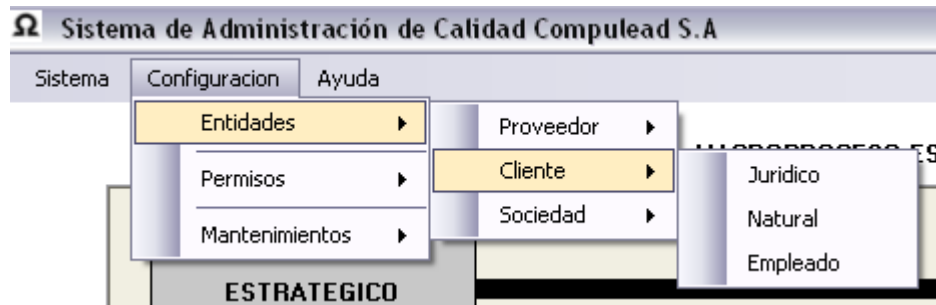 Ω Sistema de Administración de Calidad Compulead S.A
Sistema Configuracion Ayuda
Entidades
Permisos
Mantenimientos
Proveedor
Cliente
Sociedad
Juridico
Natural
Empleado
ESTRATEGICO